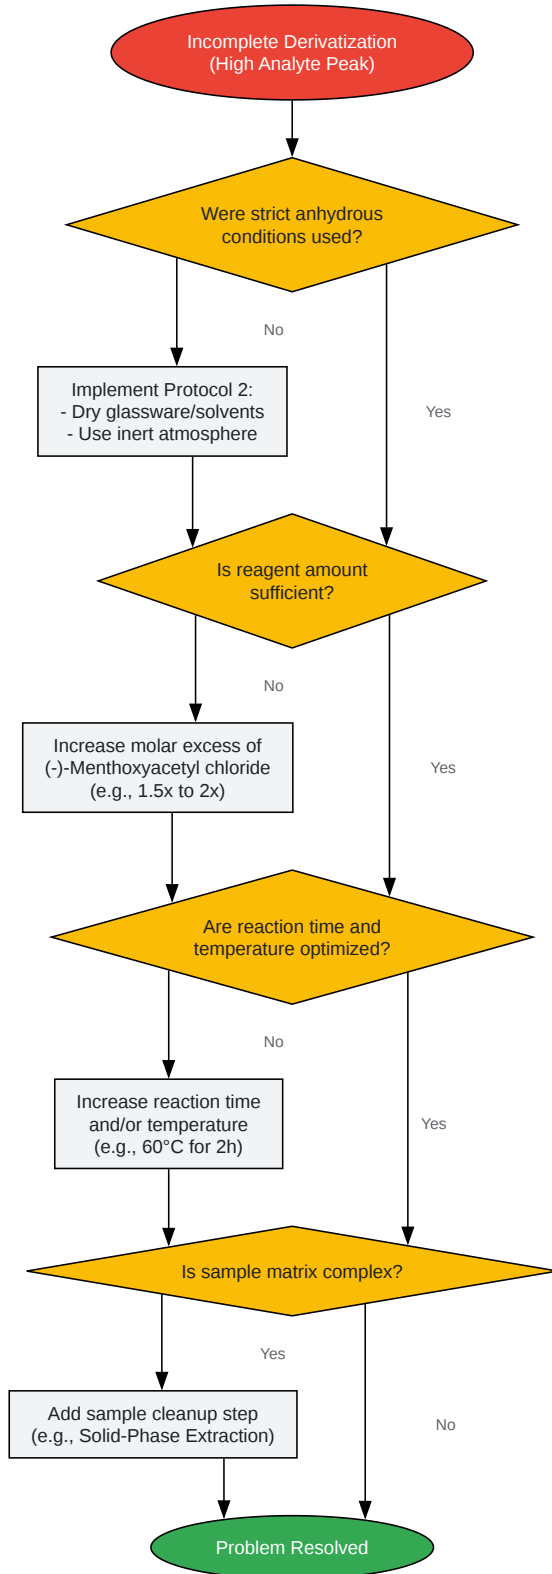 Incomplete Derivatization
(High Analyte Peak)
Were strict anhydrous
conditions used?
No
Implement Protocol 2:
- Dry glassware/solvents
- Use inert atmosphere
Yes
Is reagent amount
sufficient?
No
Increase molar excess of
(-)-Menthoxyacetyl chloride
(e.g., 1.5x to 2x)
Yes
Are reaction time and
temperature optimized?
No
Increase reaction time
and/or temperature
(e.g., 60°C for 2h)
Yes
Is sample matrix complex?
Yes
Add sample cleanup step
(e.g., Solid-Phase Extraction)
No
Problem Resolved